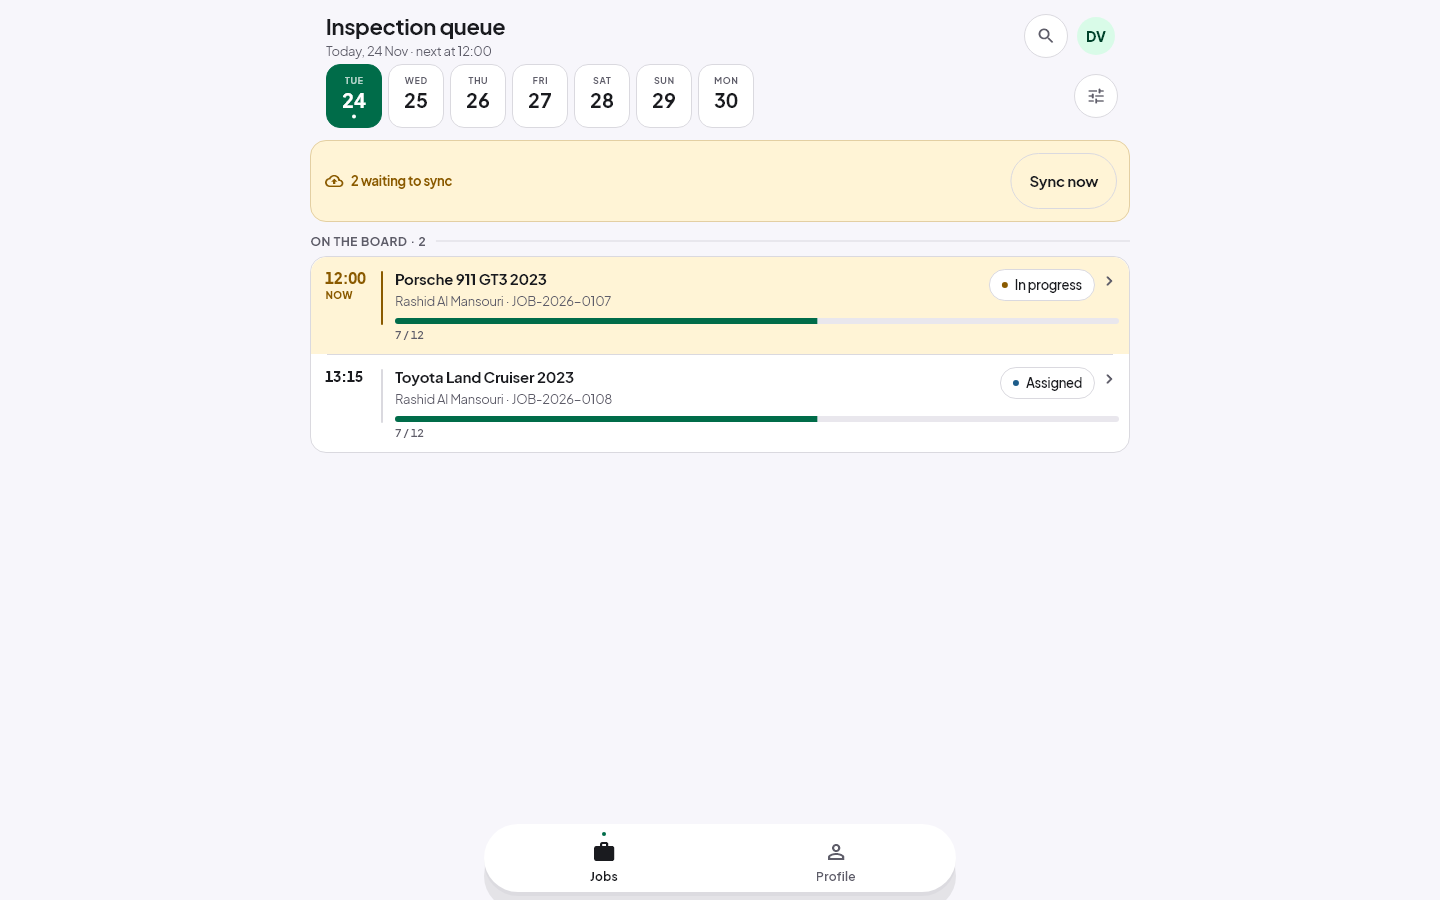 Inspection queue
Today, 24 Nov · next at 12:00
DV
TUE
24
WED
25
THU
26
FRI
27
SAT
28
SUN
29
MON
30
2 waiting to sync
Sync now
ON THE BOARD · 2
12:00
NOW
Porsche 911 GT3 2023
Rashid Al Mansouri · JOB-2026-0107
7 / 12
In progress
13:15
Toyota Land Cruiser 2023
Rashid Al Mansouri · JOB-2026-0108
7 / 12
Assigned
Jobs
Profile